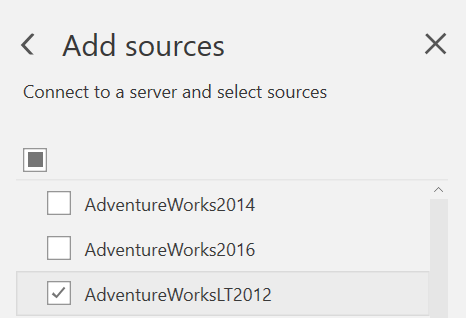 Add sources
Connect to a server and select sources
AdventureWorks2014
AdventureWorks2016
AdventureWorksLT2012